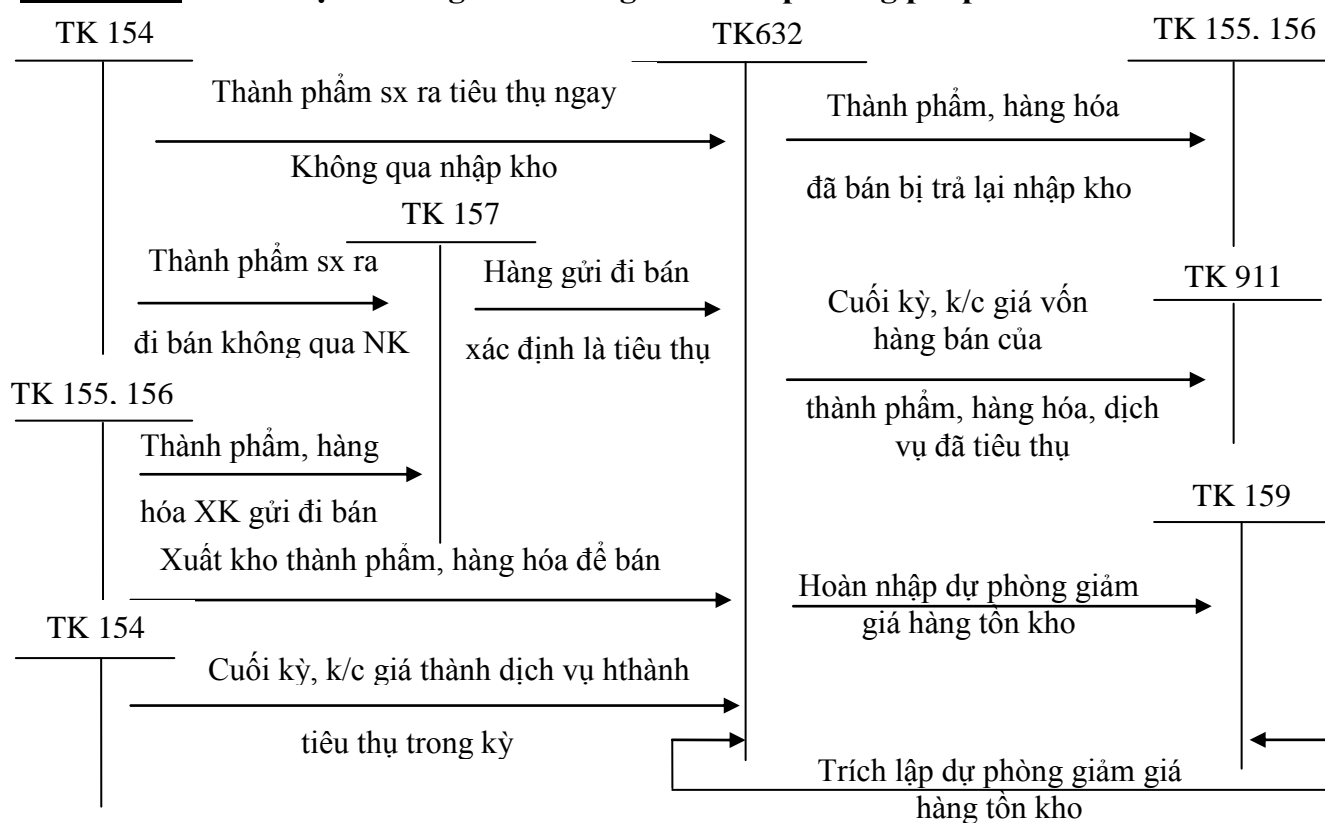 TK 154
TK632
TK 155, 156
Thành phẩm sx ra tiêu thụ ngay
Không qua nhập kho
Thành phẩm, hàng hóa
đã bán bị trả lại nhập kho
TK 157
Thành phẩm sx ra
đi bán không qua NK
Hàng gửi đi bán
xác định là tiêu thụ
TK 911
Cuối kỳ, k/c giá vốn
hàng bán của
thành phẩm, hàng hóa, dịch
vụ đã tiêu thụ
TK 155, 156
Thành phẩm, hàng
hóa XK gửi đi bán
TK 159
Xuất kho thành phẩm, hàng hóa để bán
Hoàn nhập dự phòng giảm
giá hàng tồn kho
TK 154
Cuối kỳ, k/c giá thành dịch vụ hthành
tiêu thụ trong kỳ
Trích lập dự phòng giảm giá
hàng tồn kho